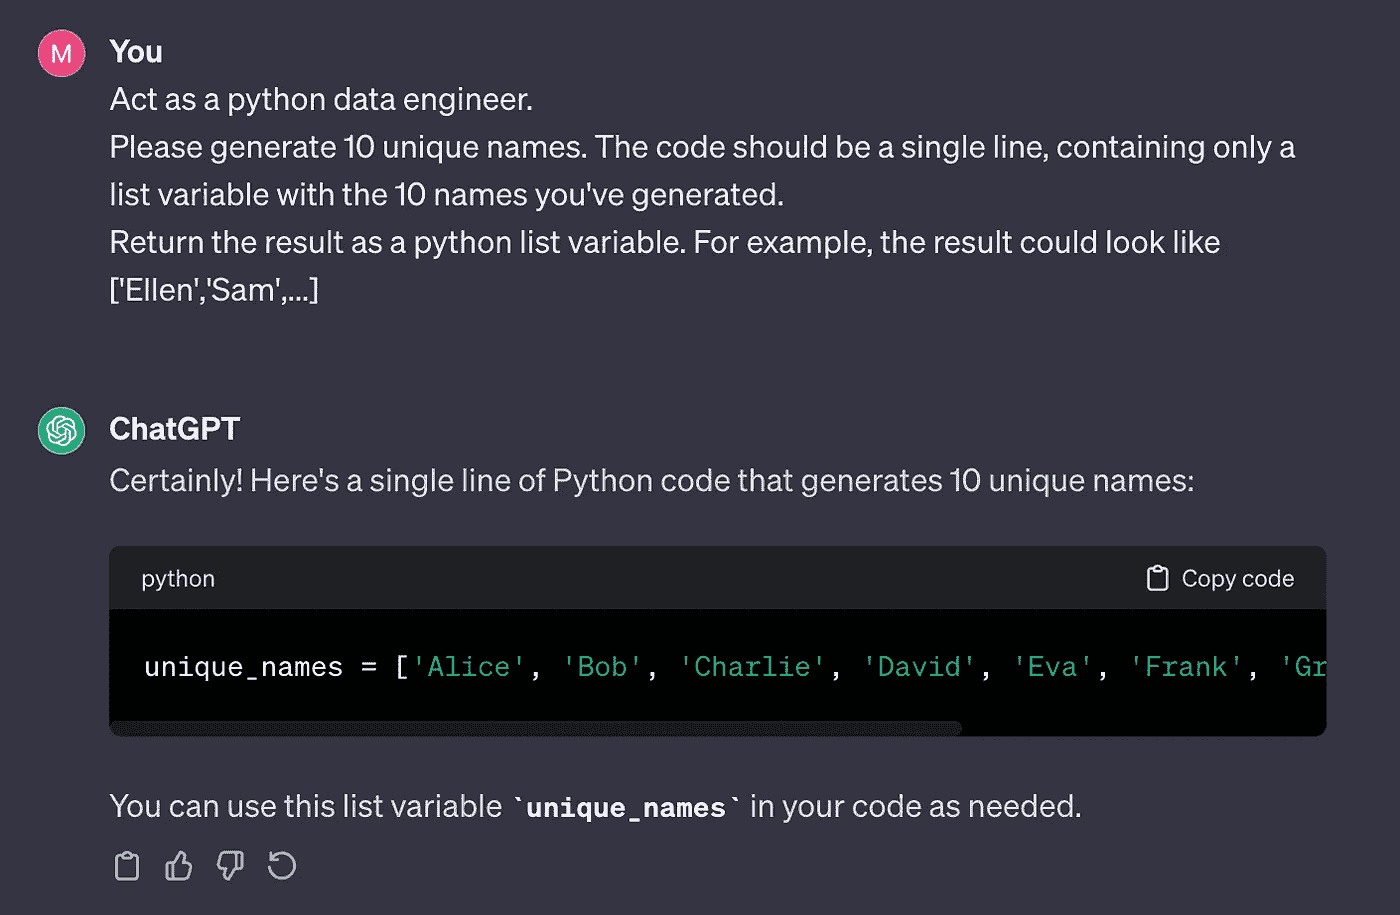 M
You
Act as a python data engineer.
Please generate 10 unique names. The code should be a single line, containing only a
list variable with the 10 names you've generated.
Return the result as a python list variable. For example, the result could look like
['Ellen','Sam',...]
ChatGPT
Certainly! Here's a single line of Python code that generates 10 unique names:
python
Copy code
unique_names = ['Alice', 'Bob', 'Charlie', 'David', 'Eva', 'Frank', 'Gr
You can use this list variable `unique_names` in your code as needed.